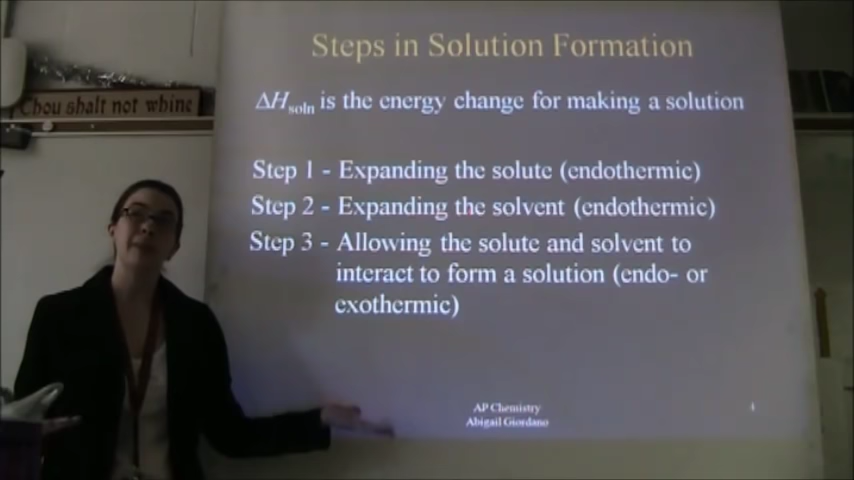 Steps in Solution Formation
ΔHsoln is the energy change for making a solution
Thou shalt not whine
Step 1 - Expanding the solute (endothermic)
Step 2 - Expanding the solvent (endothermic)
Step 3 - Allowing the solute and solvent to
interact to form a solution (endo- or
exothermic)
AP Chemistry
Abigail Giordano
4